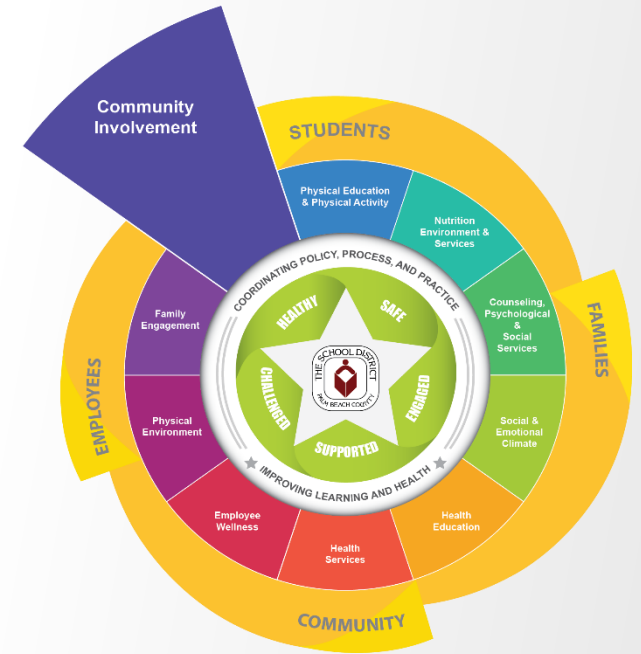 Community
Involvement
STUDENTS
Physical Education
& Physical Activity
Nutrition
Environment &
Services
Counseling,
Psychological
&
Social
Services
FAMILIES
Social &
Emotional
Climate
Health
Education
Health
Services
COMMUNITY
Employee
Wellness
Physical
Environment
EMPLOYEES
Family
Engagement
COORDINATING POLICY, PROCESS, AND PRACTICE
IMPROVING LEARNING AND HEALTH
HEALTHY
SAFE
ENGAGED
SUPPORTED
CHALLENGED
THE SCHOOL DISTRICT
PALM BEACH COUNTY